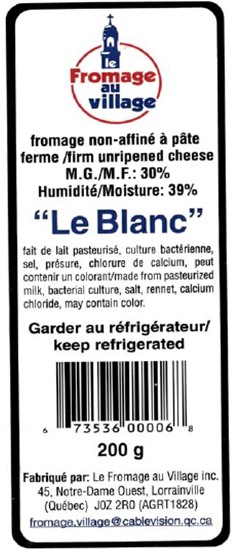 le
Fromage
au
village
fromage non-affiné à pâte
ferme /firm unripened cheese
M.G./M.F.: 30%
Humidité/Moisture: 39%
“Le Blanc”
fait de lait pasteurisé, culture bactérienne,
sel, présure, chlorure de calcium, peut
contenir un colorant/made from pasteurized
milk, bacterial culture, salt, rennet, calcium
chloride, may contain color.
Garder au réfrigérateur/
keep refrigerated
6 73536 00006 8
200 g
Fabriqué par: Le Fromage au Village inc.
45, Notre-Dame Ouest, Lorrainville
(Québec) J0Z 2R0 (AGRT1828)
fromage.village@cablevision.qc.ca